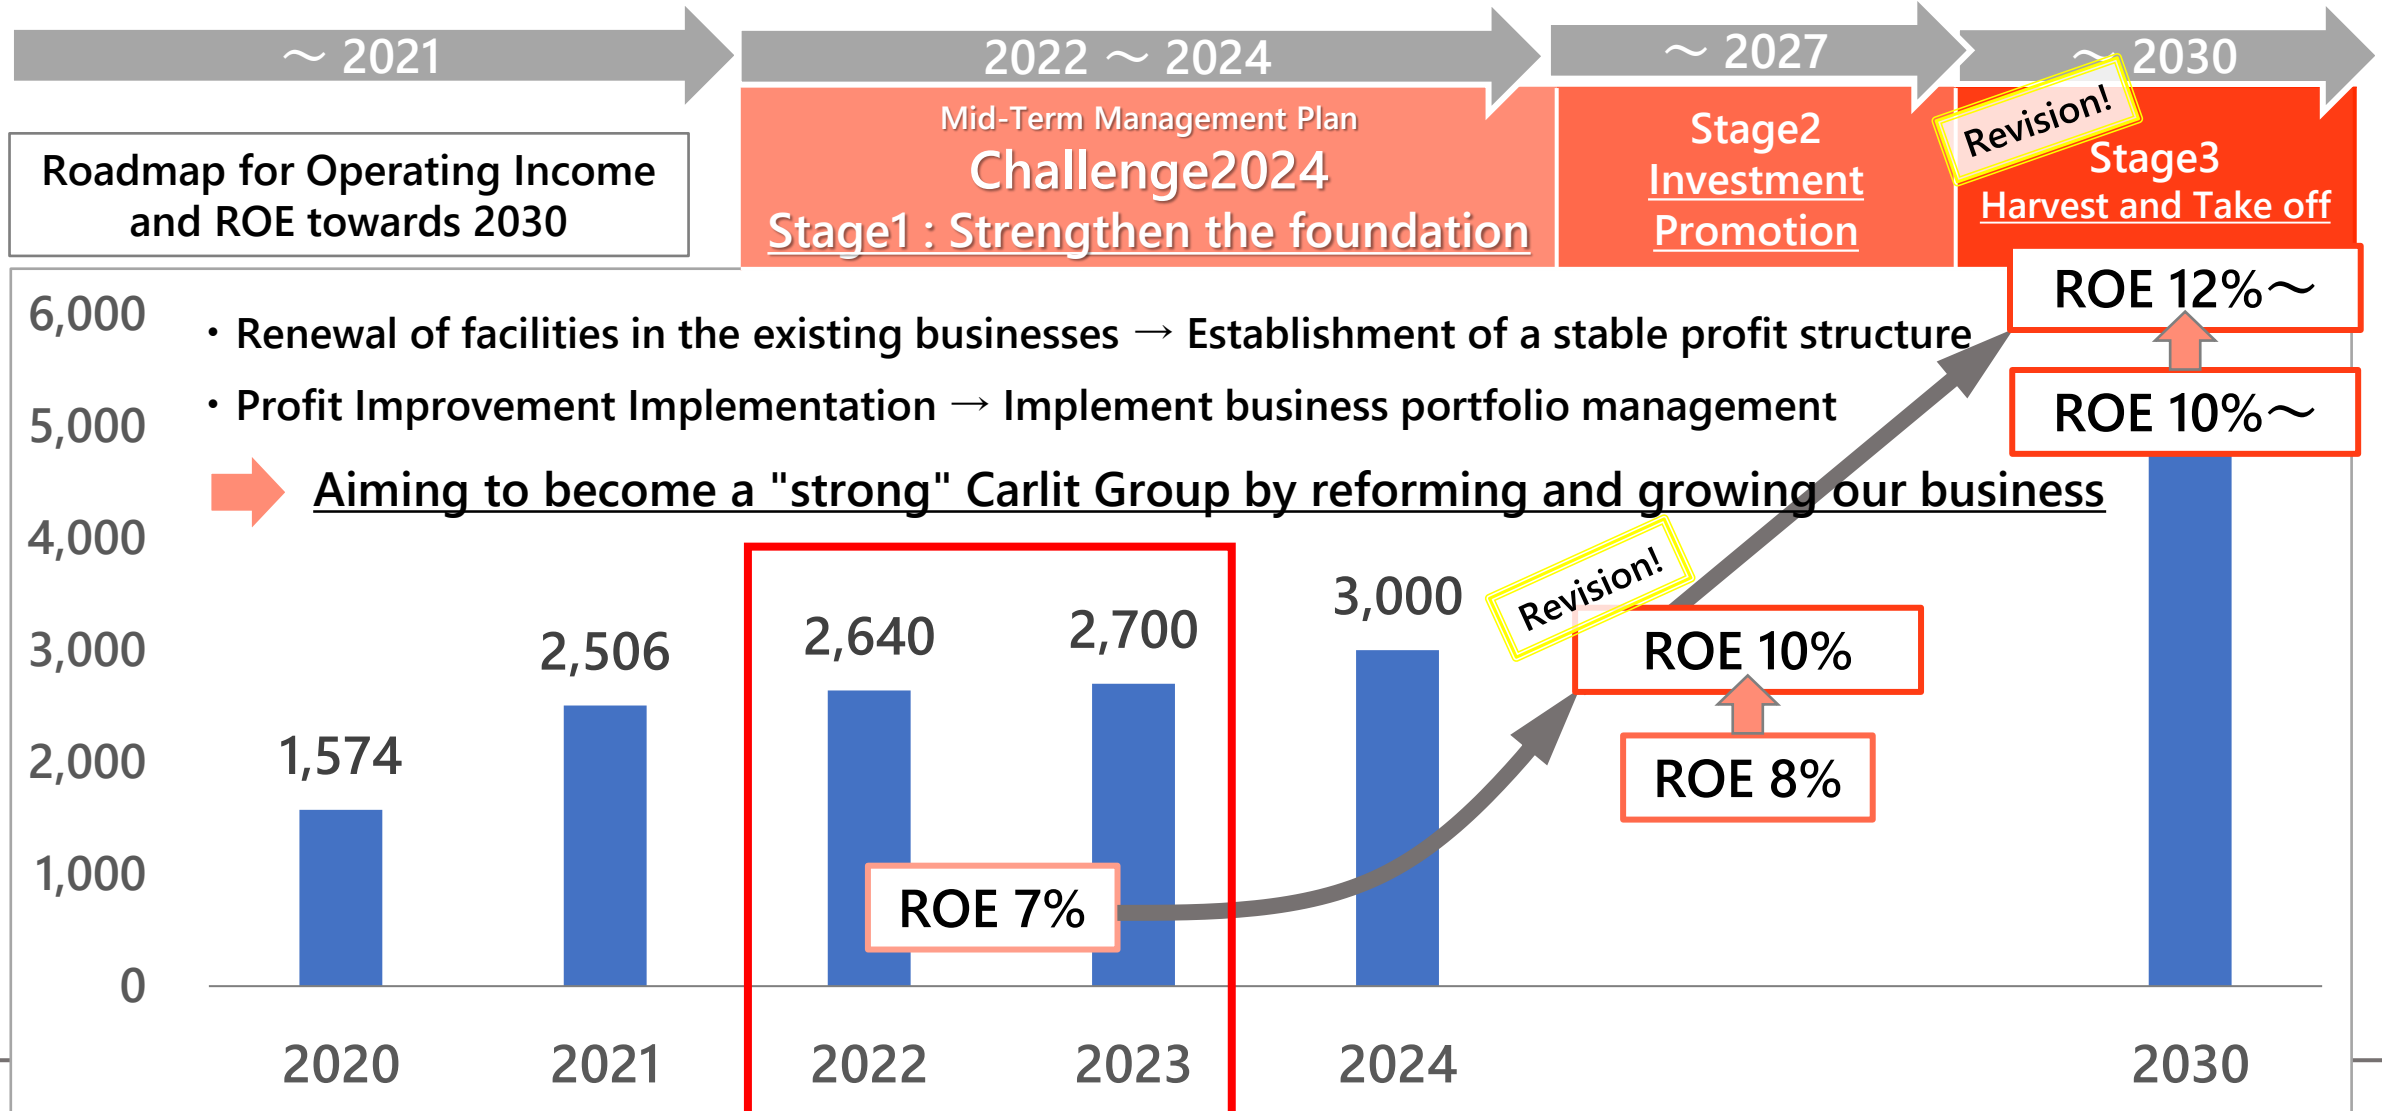 ～ 2021
2022 ～ 2024
～ 2027
～ 2030
Roadmap for Operating Income
and ROE towards 2030
Mid-Term Management Plan
Challenge2024
Stage1 : Strengthen the foundation
Stage2
Investment
Promotion
Revision!
Stage3
Harvest and Take off
ROE 12%～
ROE 10%～
・Renewal of facilities in the existing businesses → Establishment of a stable profit structure
・Profit Improvement Implementation → Implement business portfolio management
Aiming to become a "strong" Carlit Group by reforming and growing our business
6,000
5,000
4,000
3,000
2,000
1,000
0
1,574
2,506
2,640
2,700
3,000
Revision!
ROE 10%
ROE 8%
ROE 7%
2020
2021
2022
2023
2024
2030